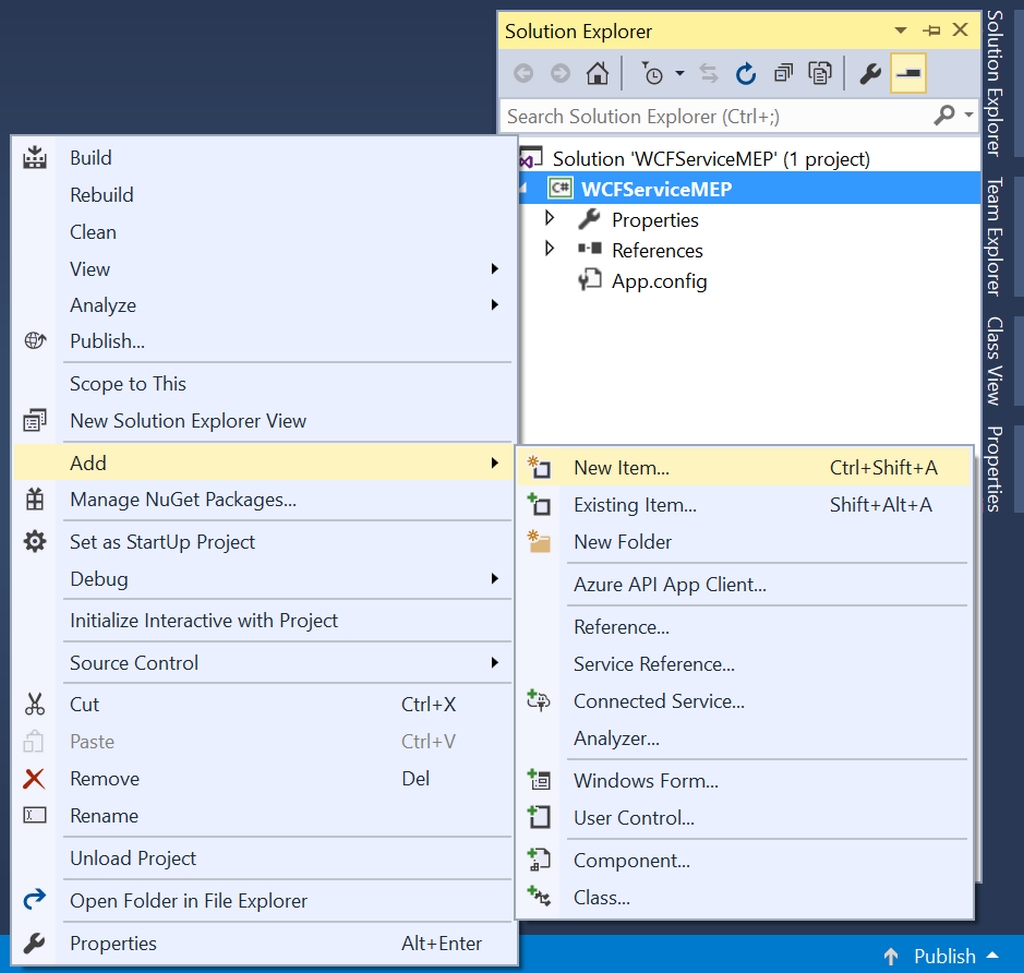 Solution Explorer
Search Solution Explorer (Ctrl+;)
Solution 'WCFServiceMEP' (1 project)
C# WCFServiceMEP
Properties
References
App.config
Build
Rebuild
Clean
View
Analyze
Publish...
Scope to This
New Solution Explorer View
Add
Manage NuGet Packages...
Set as StartUp Project
Debug
Initialize Interactive with Project
Source Control
Cut Ctrl+X
Paste Ctrl+V
Remove Del
Rename
Unload Project
Open Folder in File Explorer
Properties Alt+Enter
New Item... Ctrl+Shift+A
Existing Item... Shift+Alt+A
New Folder
Azure API App Client...
Reference...
Service Reference...
Connected Service...
Analyzer...
Windows Form...
User Control...
Component...
Class...
Solution Explorer
Team Explorer
Class View
Properties
Publish